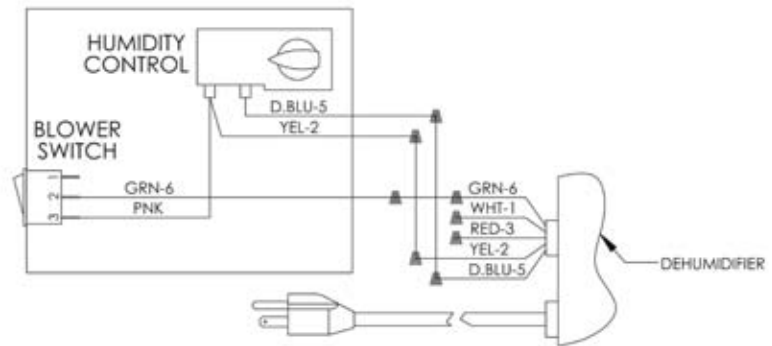 HUMIDITY
CONTROL
D.BLU-5
YEL-2
BLOWER
SWITCH
1
2
3
GRN-6
PNK
GRN-6
WHT-1
RED-3
YEL-2
D.BLU-5
DEHUMIDIFIER